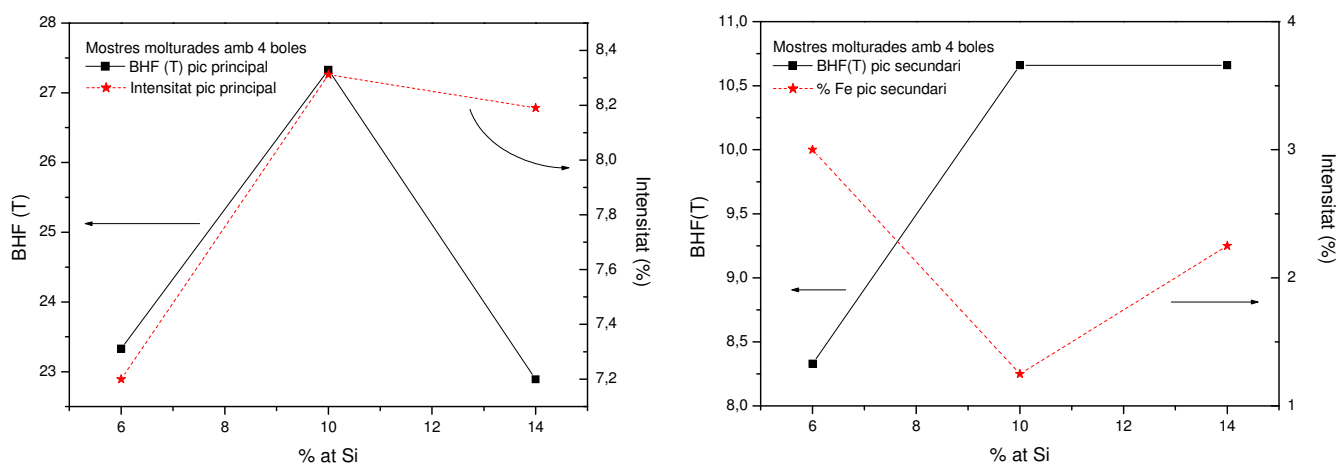 28
27
26
25
24
23
BHF (T)
Mostres molturades amb 4 boles
BHF (T) pic principal
Intensitat pic principal
8,4
8,2
8,0
7,8
7,6
7,4
7,2
Intensitat (%)
6 8 10 12 14
% at Si
11,0
10,5
10,0
9,5
9,0
8,5
8,0
BHF(T)
Mostres molturades amb 4 boles
BHF(T) pic secundari
% Fe pic secundari
4
3
2
1
Intensitat (%)
6 8 10 12 14
% at Si